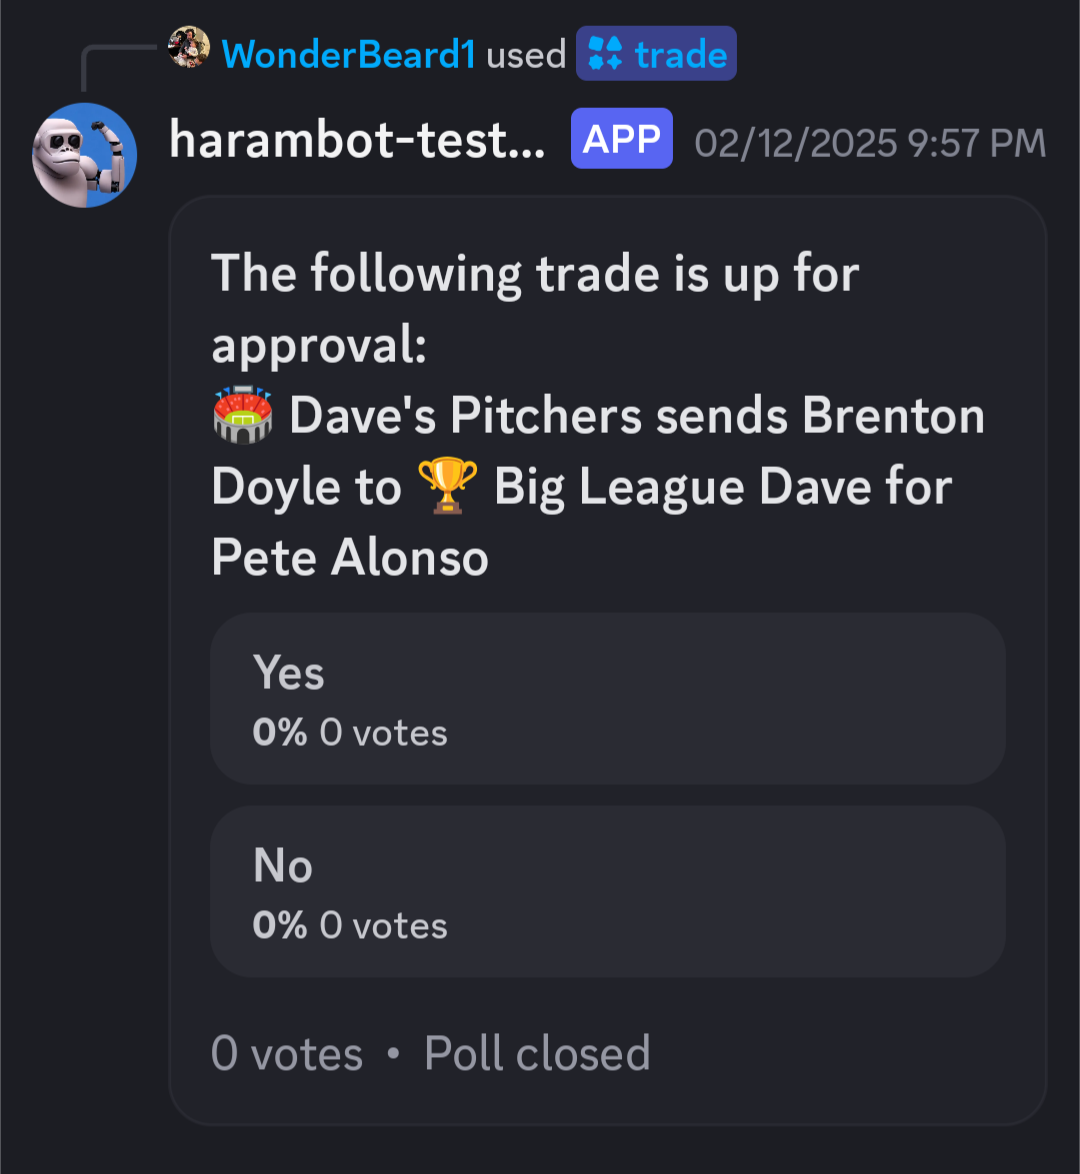 WonderBeard1 used trade
harambot-test... APP 02/12/2025 9:57 PM
The following trade is up for
approval:
🏟️ Dave's Pitchers sends Brenton
Doyle to 🏆 Big League Dave for
Pete Alonso
Yes
0% 0 votes
No
0% 0 votes
0 votes • Poll closed